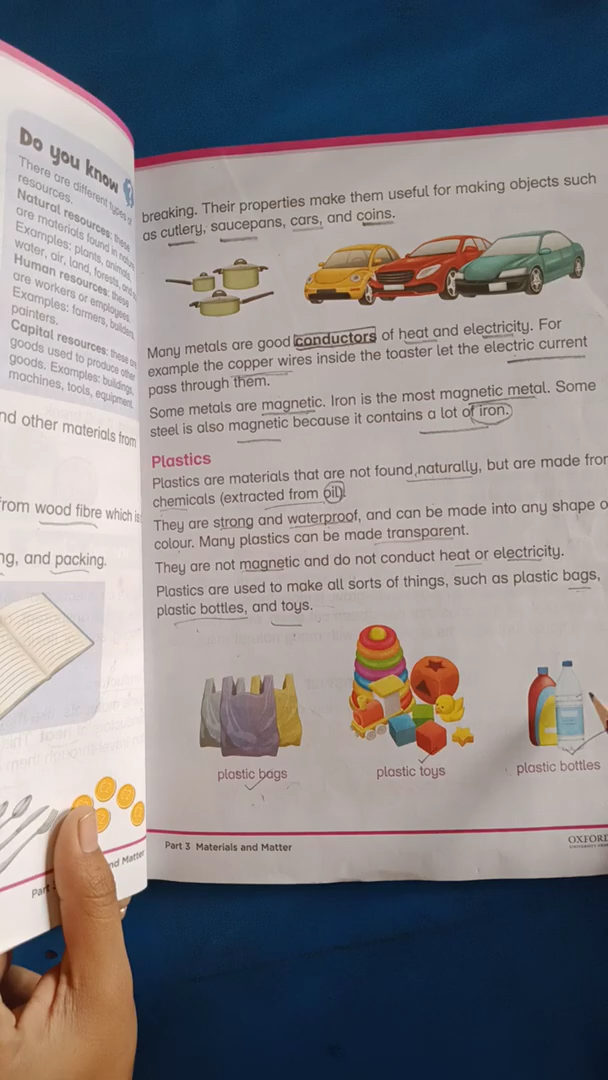 Do you know
There are different types of
resources.
Natural resources: these
are materials found in nature
Examples: plants, animals,
water, air, land, forests, and
Human resources: these
are workers or employees.
Examples: farmers, builders,
painters.
Capital resources: these are
goods used to produce other
goods. Examples: buildings,
machines, tools, equipment.
nd other materials from
from wood fibre which is
ng, and packing.
Part
nd Matter
breaking. Their properties make them useful for making objects such
as cutlery, saucepans, cars, and coins.
Many metals are good conductors of heat and electricity. For
example the copper wires inside the toaster let the electric current
pass through them.
Some metals are magnetic. Iron is the most magnetic metal. Some
steel is also magnetic because it contains a lot of iron.
Plastics
Plastics are materials that are not found naturally, but are made from
chemicals (extracted from oil).
They are strong and waterproof, and can be made into any shape o
colour. Many plastics can be made transparent.
They are not magnetic and do not conduct heat or electricity.
Plastics are used to make all sorts of things, such as plastic bags,
plastic bottles, and toys.
plastic bags
plastic toys
plastic bottles
Part 3 Materials and Matter
OXFORD